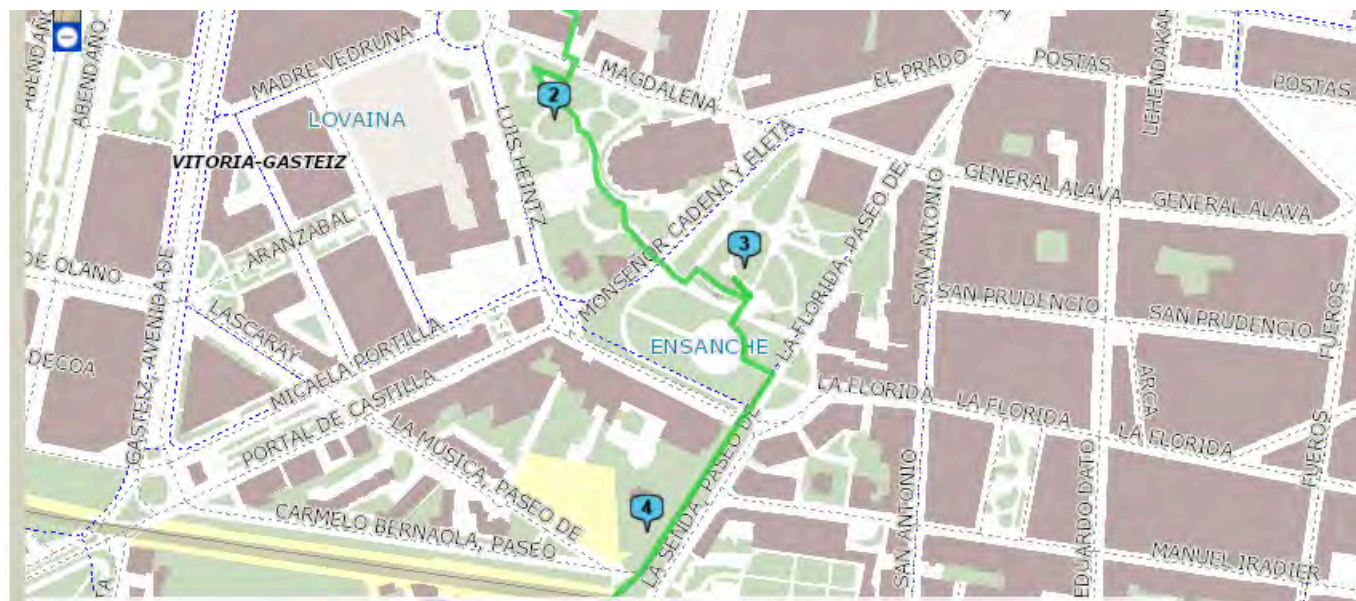 ABENDAÑO
ABENDAÑO
MADRE VEDRUNA
LOVAINA
VITORIA-GASTEIZ
LUIS HEINTZ
2
MAGDALENA
EL PRADO
POSTAS
POSTAS
MONSEÑOR CADENA Y ELETA
3
LA FLORIDA, PASEO DE
SAN ANTONIO
GENERAL ALAVA
GENERAL ALAVA
ARANZABAL
DE OLANO
LASCARAY
GASTEIZ, AVENIDA DE
DECOA
MICAELA PORTILLA
PORTAL DE CASTILLA
ENSANCHE
SAN PRUDENCIO
SAN PRUDENCIO
FUEROS
ARCA
LA FLORIDA
LA FLORIDA
LA FLORIDA
FUEROS
LA MÚSICA, PASEO DE
4
LA SENDA, PASEO DE
CARMELO BERNAOLA, PASEO
SAN ANTONIO
EDUARDO DATO
MANUEL IRADIER